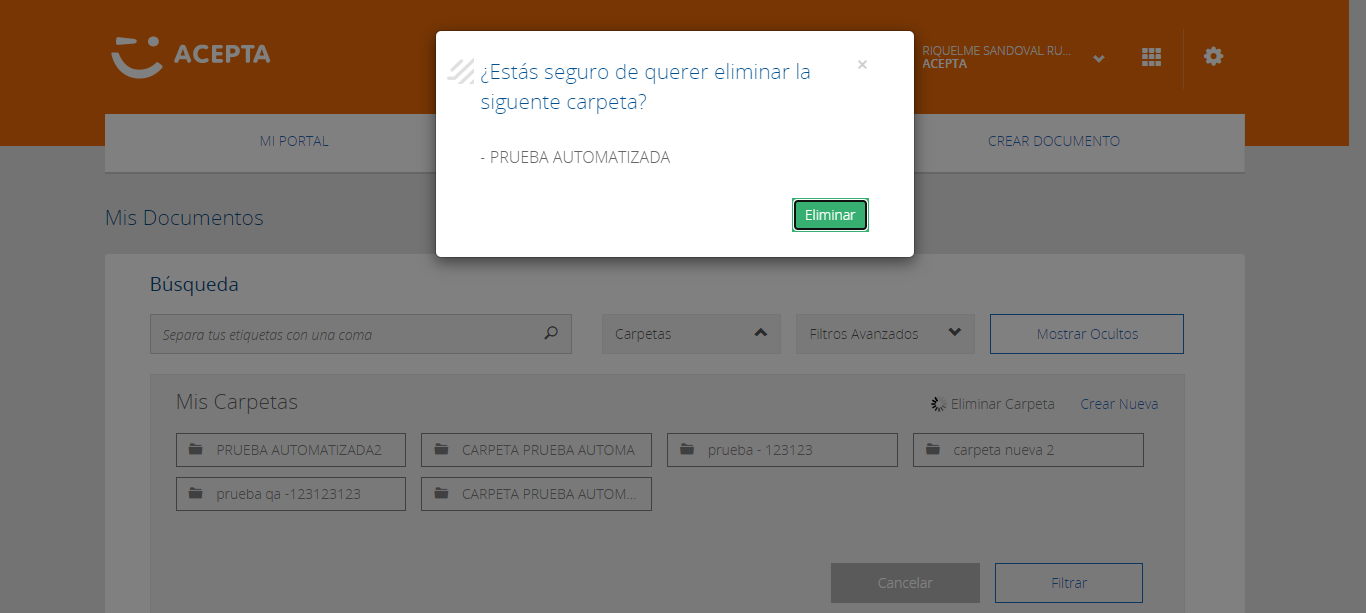 ACEPTA
RIQUELME SANDOVAL RU...
ACEPTA
¿Estás seguro de querer eliminar la
siguente carpeta?
×
- PRUEBA AUTOMATIZADA
Eliminar
MI PORTAL
CREAR DOCUMENTO
Mis Documentos
Búsqueda
Separa tus etiquetas con una coma
Carpetas
Filtros Avanzados
Mostrar Ocultos
Mis Carpetas
Eliminar Carpeta
Crear Nueva
PRUEBA AUTOMATIZADA2
CARPETA PRUEBA AUTOMA
prueba - 123123
carpeta nueva 2
prueba qa -123123123
CARPETA PRUEBA AUTOM...
Cancelar
Filtrar